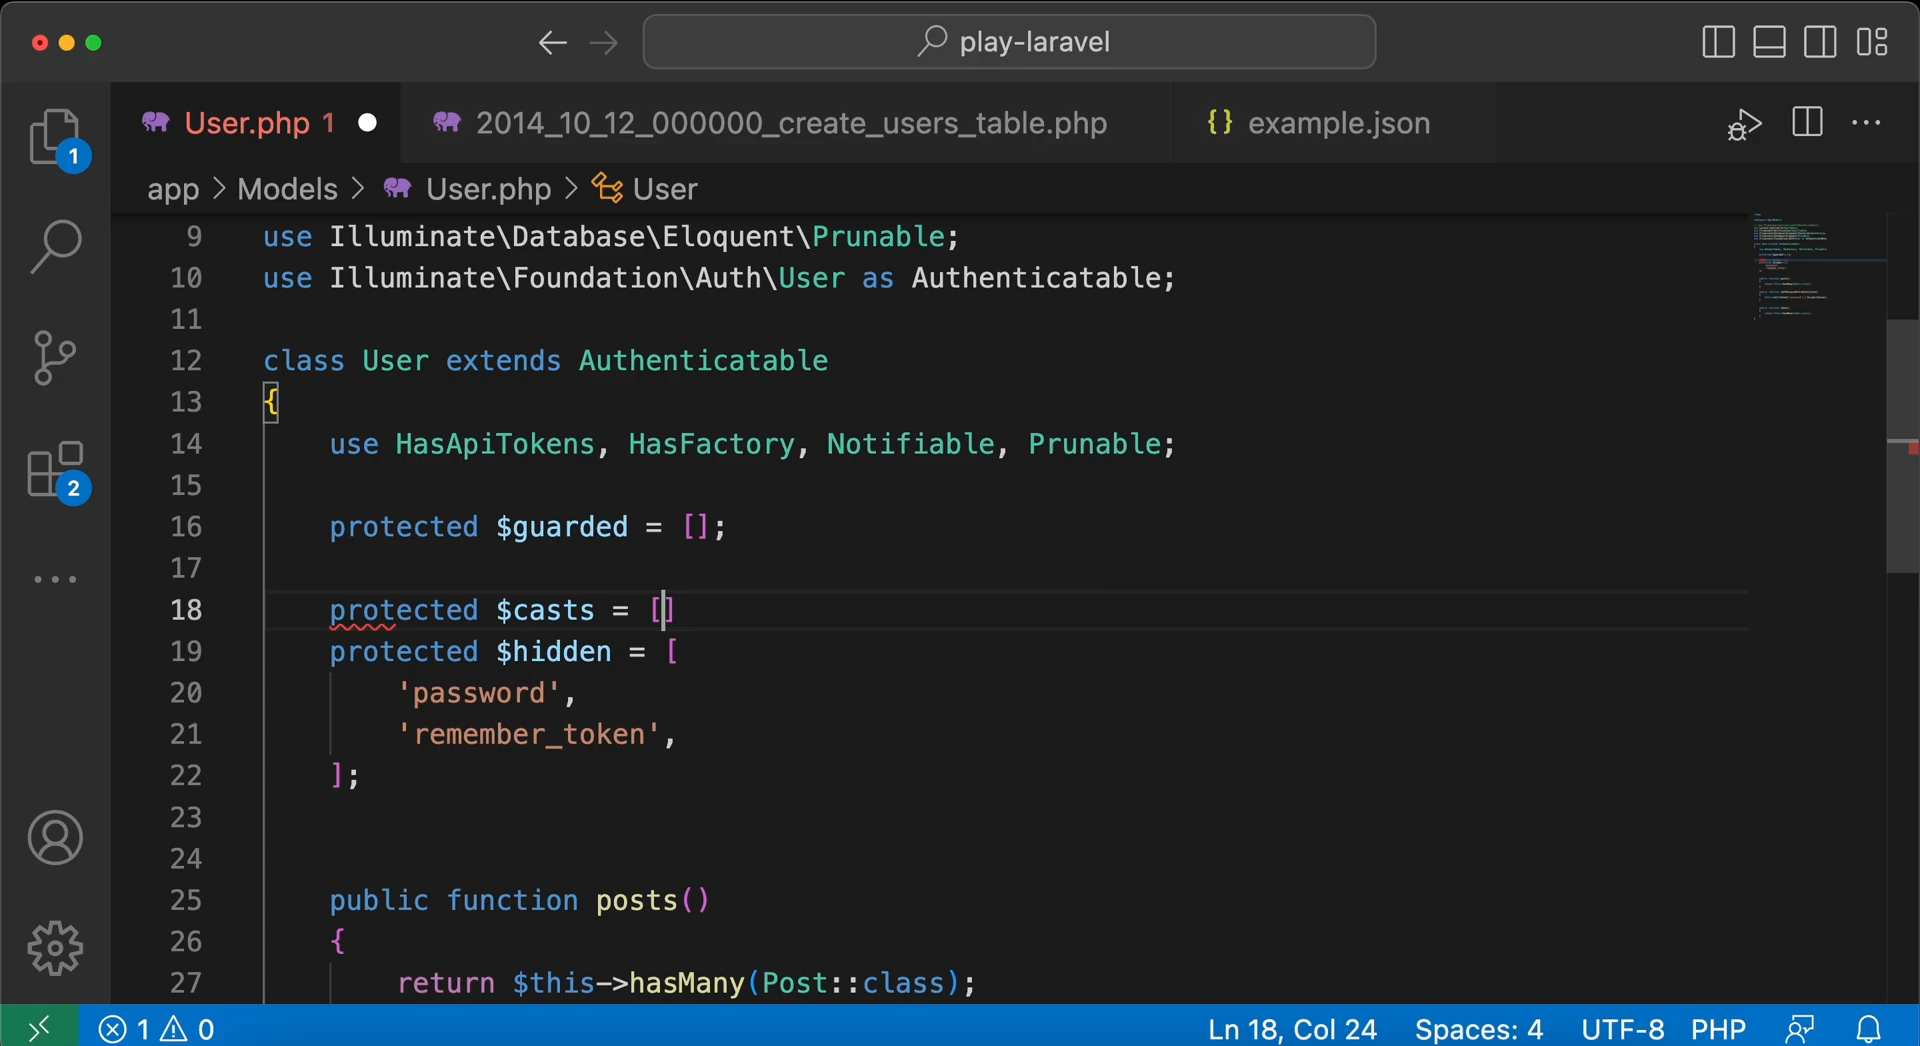 play-laravel
User.php 1
2014_10_12_000000_create_users_table.php
example.json
app > Models > User.php > User
1
2
9 use Illuminate\Database\Eloquent\Prunable;
10 use Illuminate\Foundation\Auth\User as Authenticatable;
11
12 class User extends Authenticatable
13 {
14 use HasApiTokens, HasFactory, Notifiable, Prunable;
15
16 protected $guarded = [];
17
18 protected $casts = []
19 protected $hidden = [
20 'password',
21 'remember_token',
22 ];
23
24
25 public function posts()
26 {
27 return $this->hasMany(Post::class);
1 0 Ln 18, Col 24 Spaces: 4 UTF-8 PHP